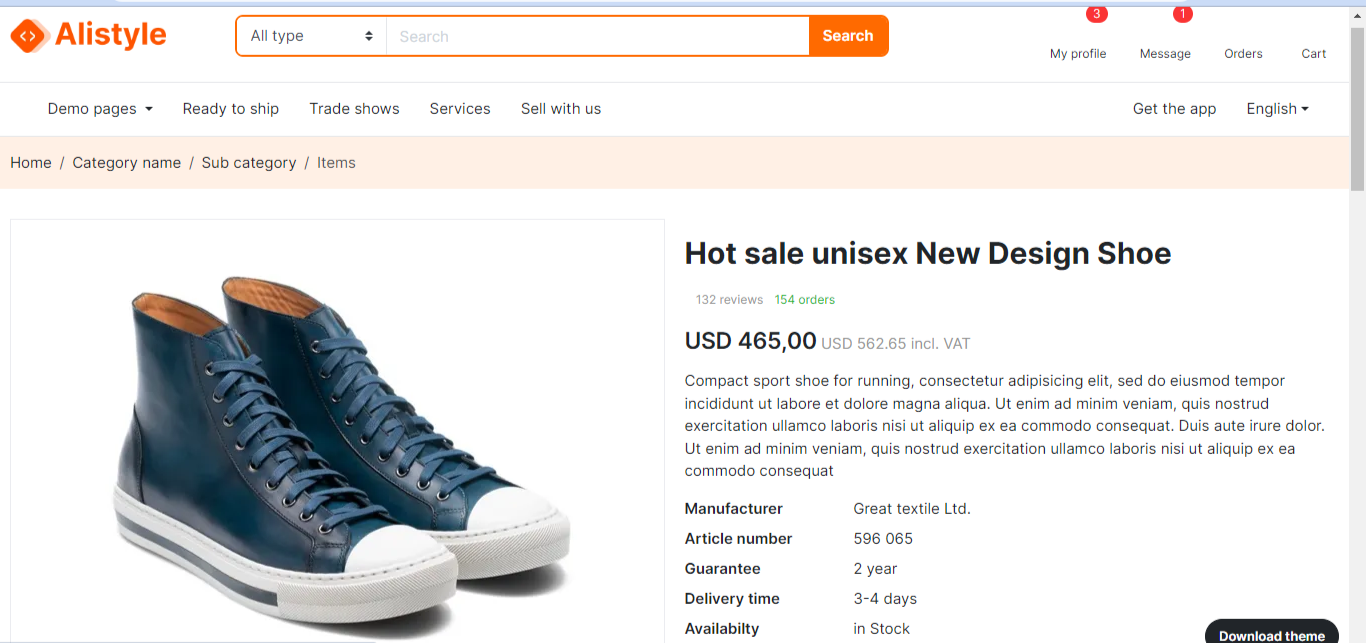 Alistyle
All type
Search
Search
3
1
My profile
Message
Orders
Cart
Demo pages
Ready to ship
Trade shows
Services
Sell with us
Get the app
English
Home / Category name / Sub category / Items
Hot sale unisex New Design Shoe
132 reviews 154 orders
USD 465,00 USD 562.65 incl. VAT
Compact sport shoe for running, consectetur adipisicing elit, sed do eiusmod tempor
incididunt ut labore et dolore magna aliqua. Ut enim ad minim veniam, quis nostrud
exercitation ullamco laboris nisi ut aliquip ex ea commodo consequat. Duis aute irure dolor.
Ut enim ad minim veniam, quis nostrud exercitation ullamco laboris nisi ut aliquip ex ea
commodo consequat
Manufacturer Great textile Ltd.
Article number 596 065
Guarantee 2 year
Delivery time 3-4 days
Availabilty in Stock
Download theme